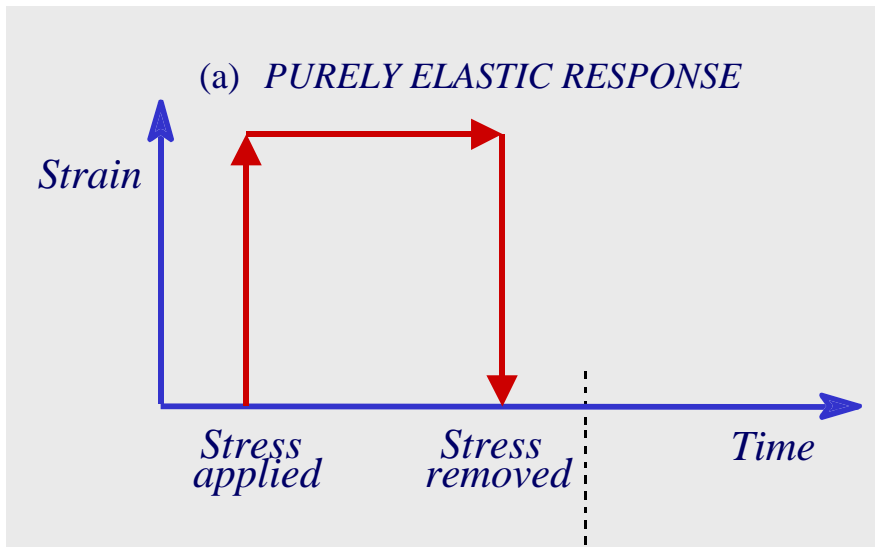 (a) PURELY ELASTIC RESPONSE
Strain
Stress
applied
Stress
removed
Time